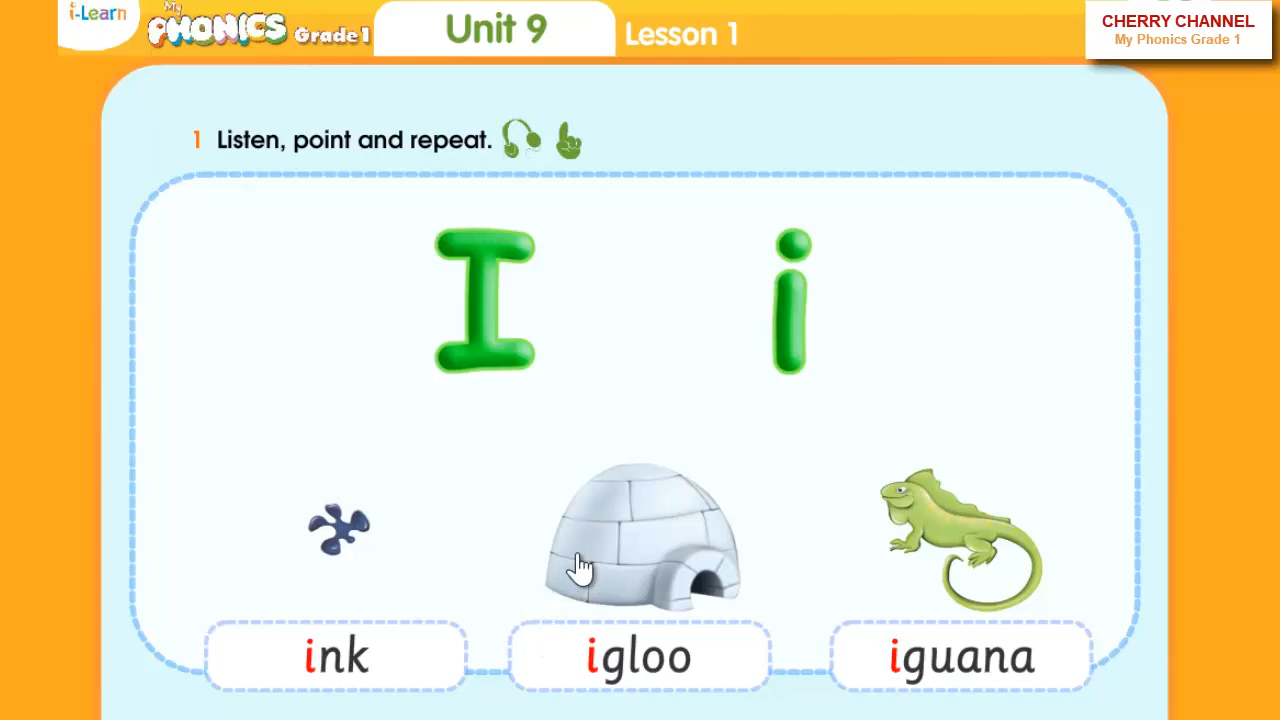 i-Learn
My
PHONICS Grade 1
Unit 9
Lesson 1
CHERRY CHANNEL
My Phonics Grade 1
1 Listen, point and repeat.
I i
ink
igloo
iguana